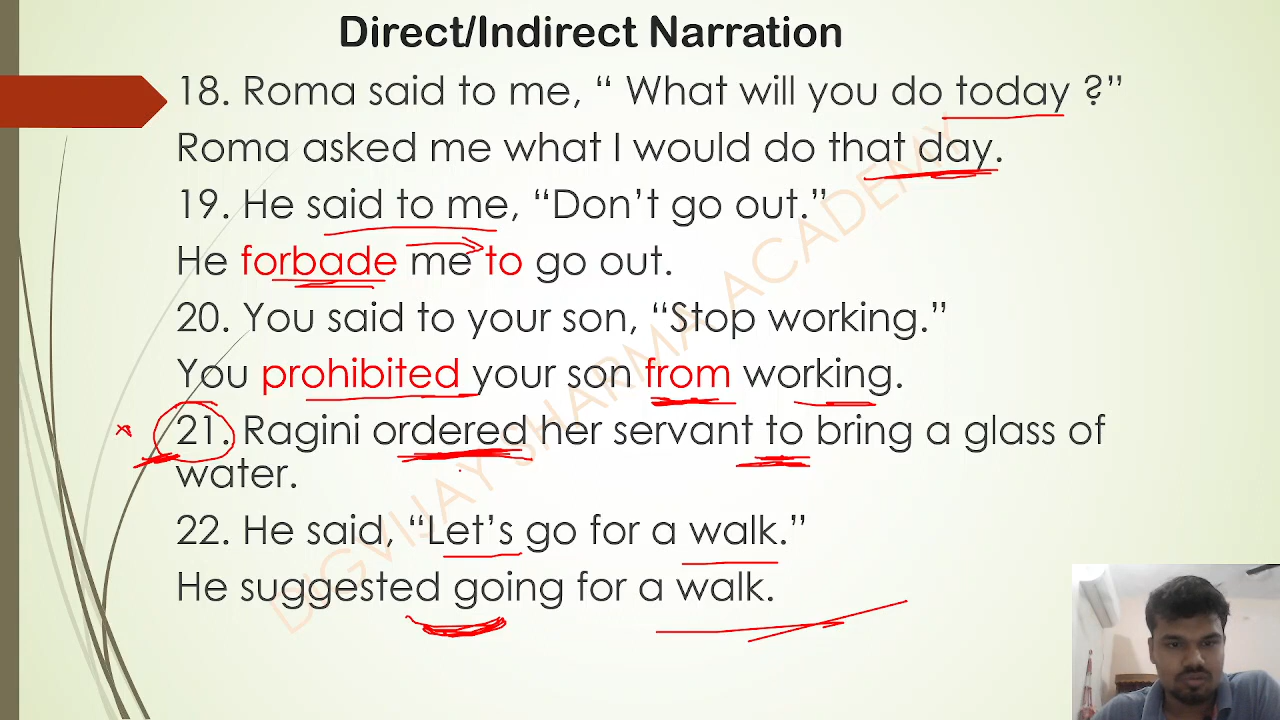 Direct/Indirect Narration
18. Roma said to me, “ What will you do today ?”
Roma asked me what I would do that day.
19. He said to me, “Don’t go out.”
He forbade me to go out.
20. You said to your son, “Stop working.”
You prohibited your son from working.
21. Ragini ordered her servant to bring a glass of
water.
22. He said, “Let’s go for a walk.”
He suggested going for a walk.
DIGVIJAY SHARMA ACADEMY